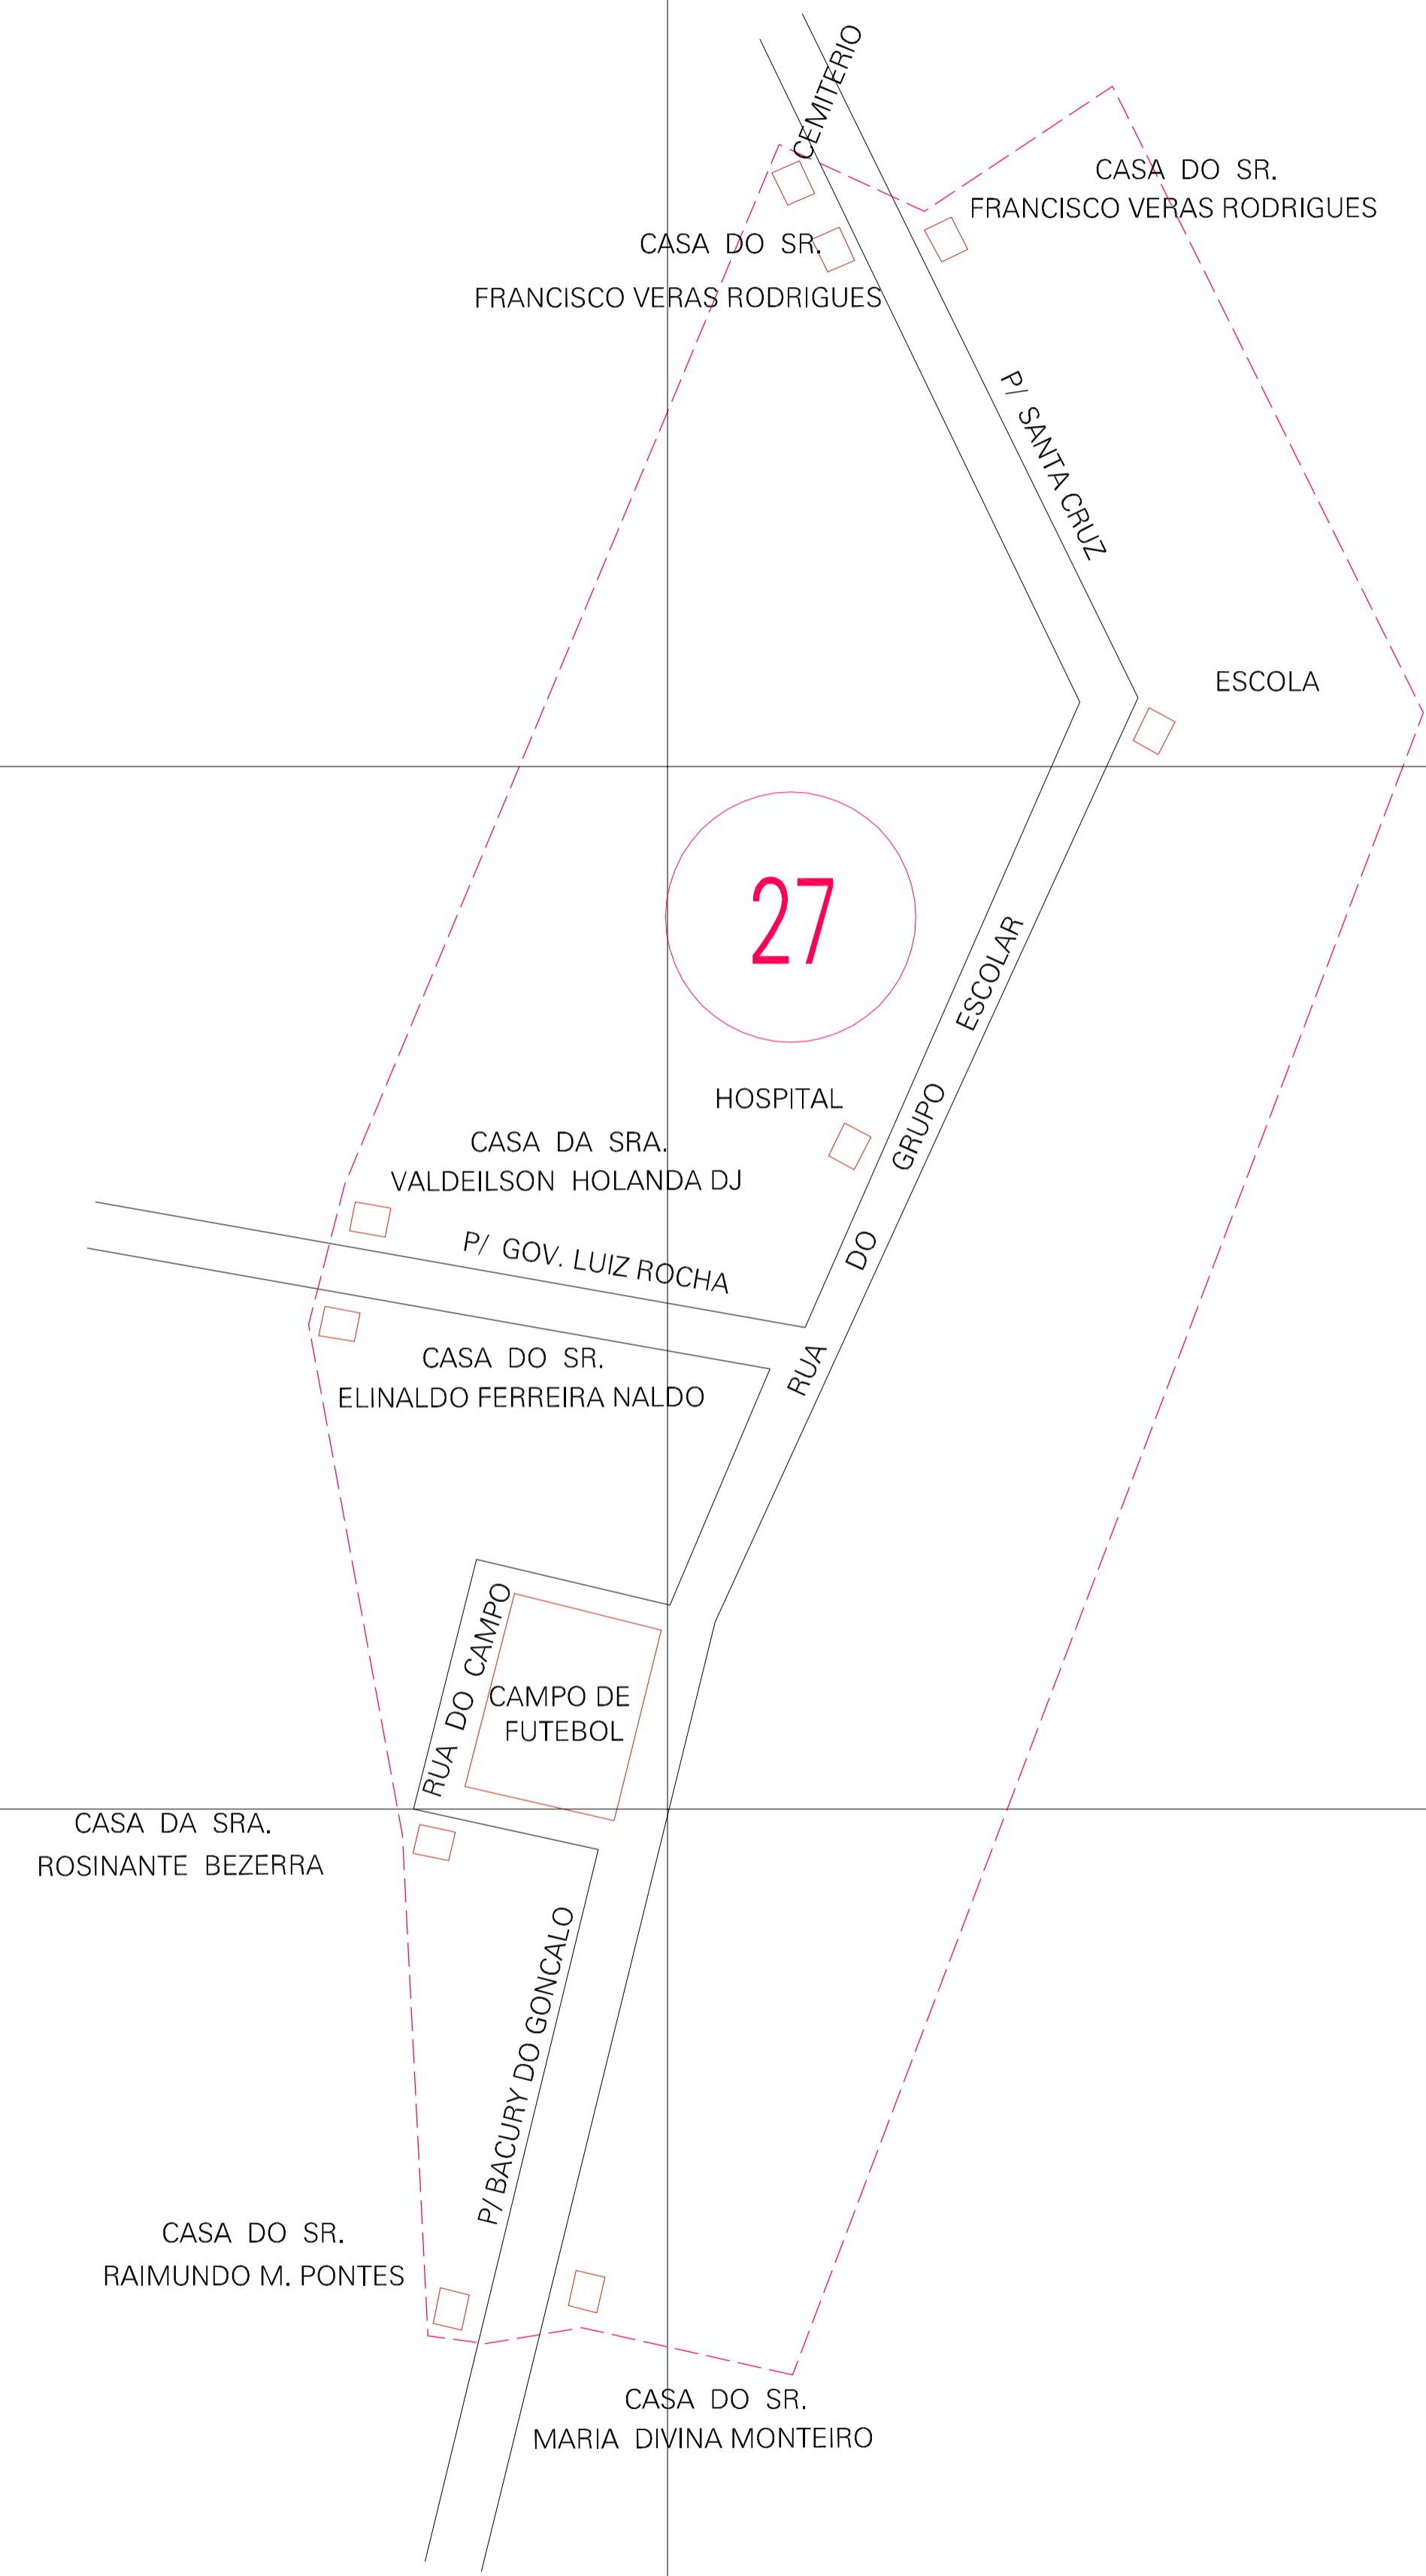 CEMITERIO
CASA DO SR.
FRANCISCO VERAS RODRIGUES
CASA DO SR.
FRANCISCO VERAS RODRIGUES
P/ SANTA CRUZ
ESCOLA
27
RUA DO GRUPO ESCOLAR
HOSPITAL
CASA DA SRA.
VALDEILSON HOLANDA DJ
P/ GOV. LUIZ ROCHA
CASA DO SR.
ELINALDO FERREIRA NALDO
RUA DO CAMPO
CAMPO DE
FUTEBOL
CASA DA SRA.
ROSINANTE BEZERRA
P/ BACURY DO GONCALO
CASA DO SR.
RAIMUNDO M. PONTES
CASA DO SR.
MARIA DIVINA MONTEIRO